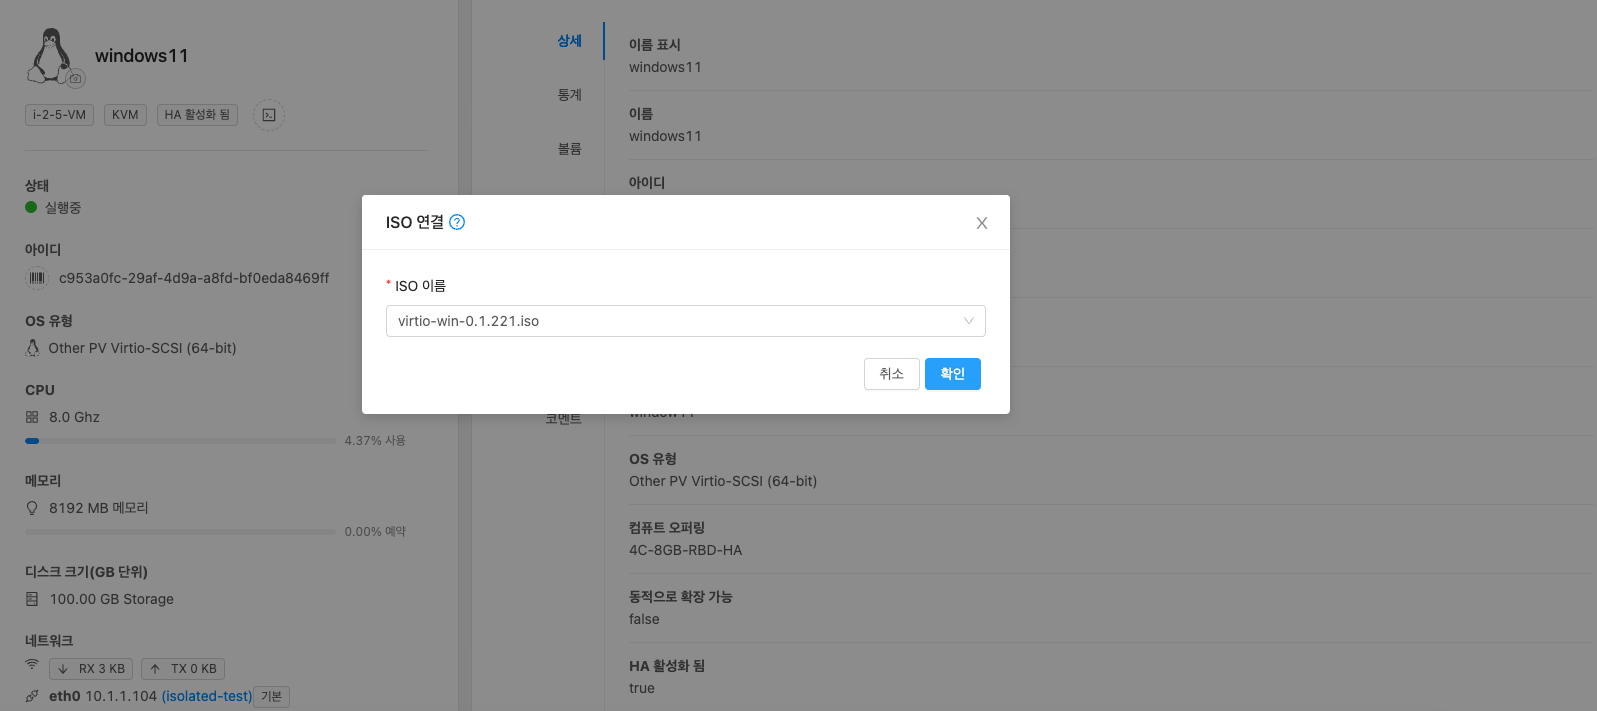 windows11
i-2-5-VM
KVM
HA 활성화 됨
상태
실행중
아이디
c953a0fc-29af-4d9a-a8fd-bf0eda8469ff
OS 유형
Other PV Virtio-SCSI (64-bit)
CPU
8.0 Ghz
4.37% 사용
메모리
8192 MB 메모리
0.00% 예약
디스크 크기(GB 단위)
100.00 GB Storage
네트워크
RX 3 KB
TX 0 KB
eth0 10.1.1.104 (isolated-test) 기본
상세
통계
볼륨
코멘트
이름 표시
windows11
이름
windows11
아이디
ISO 연결 ?
* ISO 이름
virtio-win-0.1.221.iso
취소
확인
OS 유형
Other PV Virtio-SCSI (64-bit)
컴퓨트 오퍼링
4C-8GB-RBD-HA
동적으로 확장 가능
false
HA 활성화 됨
true